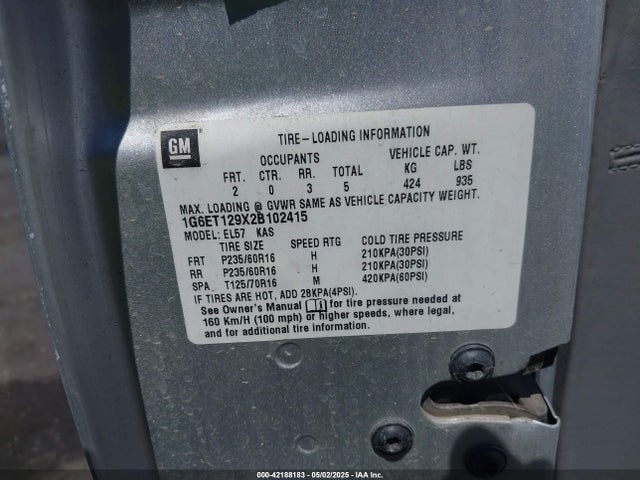 GM
TIRE-LOADING INFORMATION
OCCUPANTS VEHICLE CAP. WT.
FRT. CTR. RR. TOTAL KG LBS
2 0 3 5 424 935
MAX. LOADING @ GVWR SAME AS VEHICLE CAPACITY WEIGHT.
1G6ET129X2B102415
MODEL: EL57 KAS
TIRE SIZE SPEED RTG COLD TIRE PRESSURE
FRT P235/60R16 H 210KPA(30PSI)
RR P235/60R16 H 210KPA(30PSI)
SPA T125/70R16 M 420KPA(60PSI)
IF TIRES ARE HOT, ADD 28KPA(4PSI).
See Owner's Manual for tire pressure needed at
160 Km/H (100 mph) or higher speeds, where legal,
and for additional tire information.
000-42188183 - 05/02/2025 - IAA Inc.